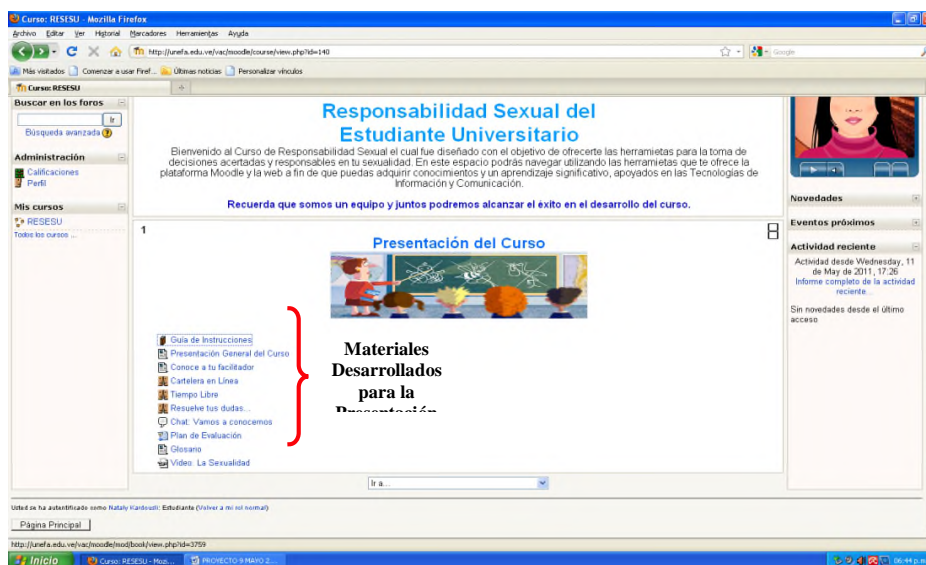 Curso: RESESU - Mozilla Firefox
Archivo Editar Ver Historial Marcadores Herramientas Ayuda
http://unefa.edu.ve/vac/moodle/course/view.php?id=140
Google
Más visitados Comenzar a usar Firef... Últimas noticias Personalizar vínculos
Curso: RESESU
Buscar en los foros
Ir
Búsqueda avanzada
Administración
Calificaciones
Perfil
Mis cursos
RESESU
Todos los cursos ...
Responsabilidad Sexual del
Estudiante Universitario
Bienvenido al Curso de Responsabilidad Sexual el cual fue diseñado con el objetivo de ofrecerte las herramietas para la toma de
decisiones acertadas y responsables en tu sexualidad. En este espacio podrás navegar utilizando las herramietas que te ofrece la
plataforma Moodle y la web a fin de que puedas adquirir conocimientos y un aprendizaje significativo, apoyados en las Tecnologías de
Información y Comunicación.
Recuerda que somos un equipo y juntos podremos alcanzar el éxito en el desarrollo del curso.
1
Presentación del Curso
Guía de Instrucciones
Presentación General del Curso
Conoce a tu facilitador
Cartelera en Línea
Tiempo Libre
Resuelve tus dudas...
Chat: Vamos a conocernos
Plan de Evaluación
Glosario
Video: La Sexualidad
Materiales
Desarrollados
para la
Presentación
Ir a...
Novedades
Eventos próximos
Actividad reciente
Actividad desde Wednesday, 11
de May de 2011, 17:26
Informe completo de la actividad
reciente...
Sin novedades desde el último
acceso
Usted se ha autentificado como Nataly Kardoudi: Estudiante (Volver a mi rol normal)
Página Principal
http://unefa.edu.ve/vac/moodle/mod/book/view.php?id=3759
Inicio
Curso: RESESU - Mozi...
PROYECTO 9 MAYO 2...
06:44 p.m.